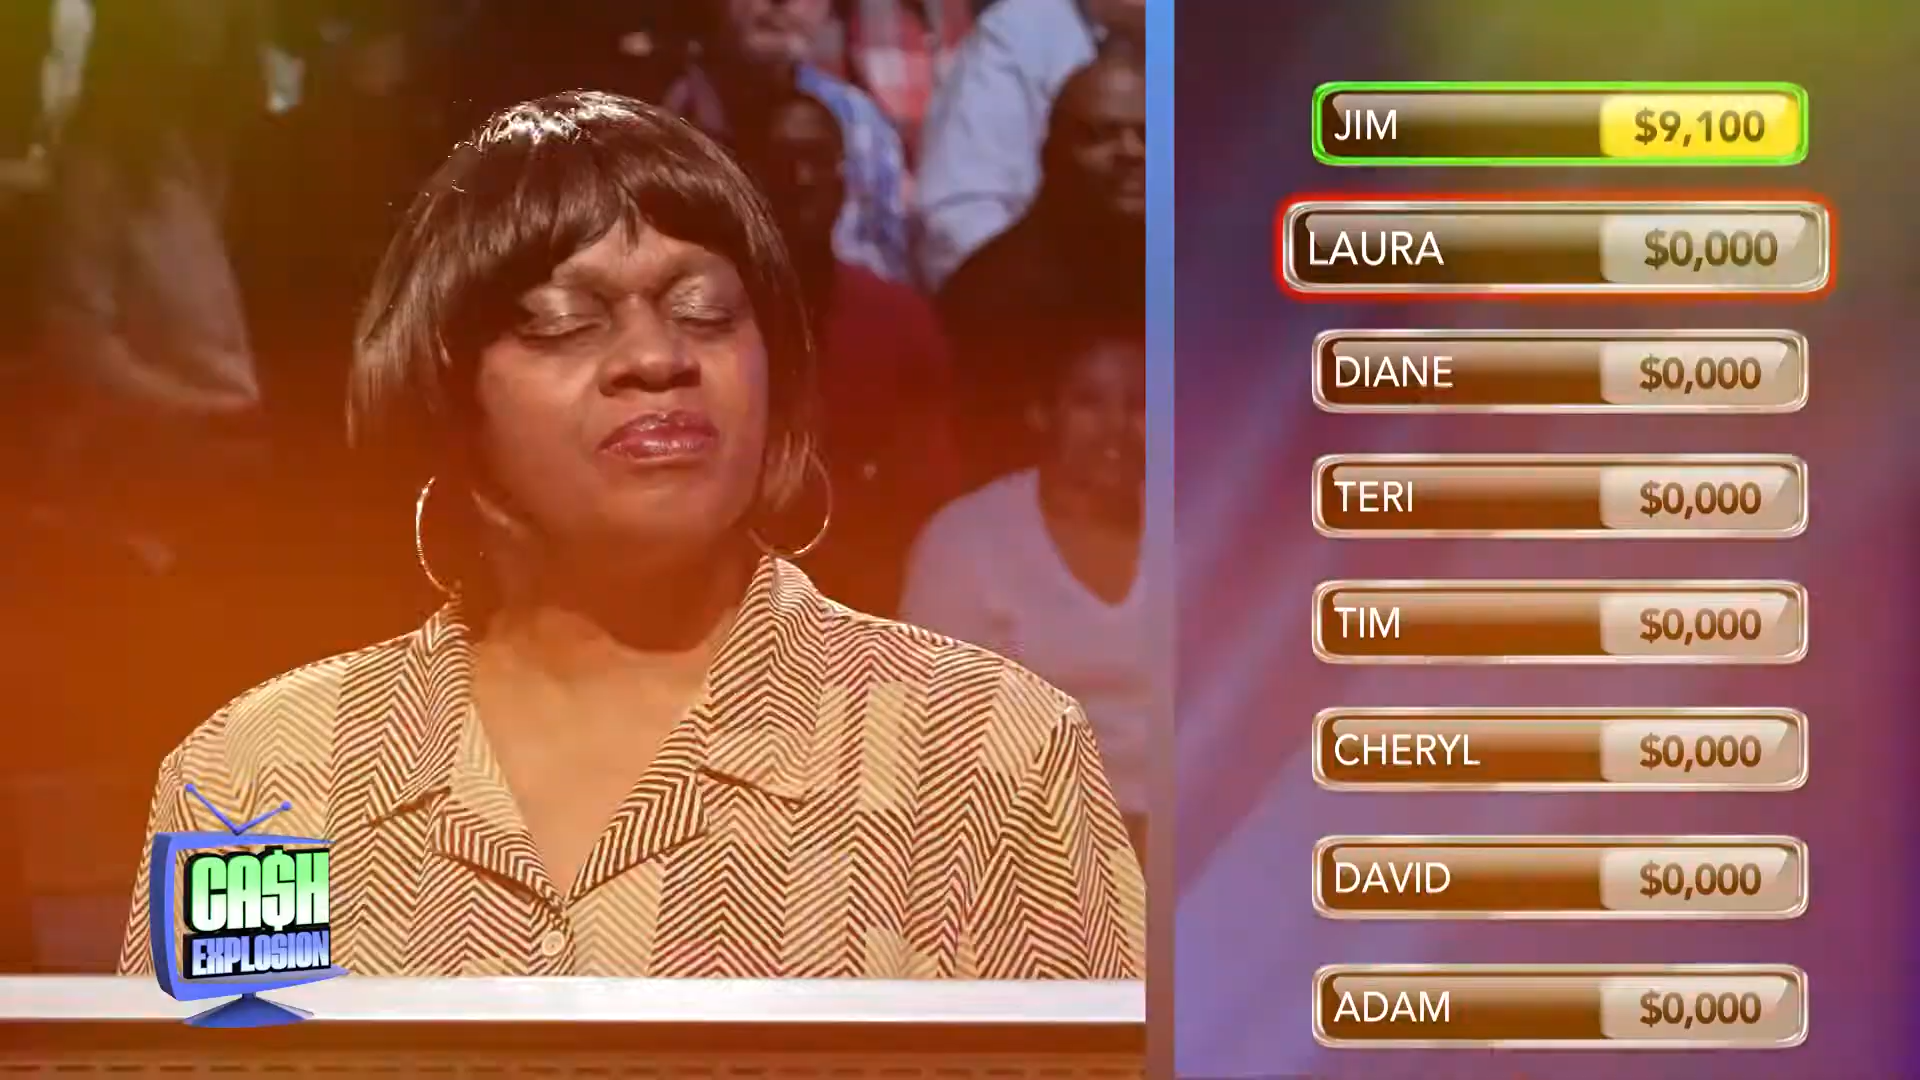 JIM $9,100
LAURA $0,000
DIANE $0,000
TERI $0,000
TIM $0,000
CHERYL $0,000
DAVID $0,000
ADAM $0,000
CA$H
EXPLOSION